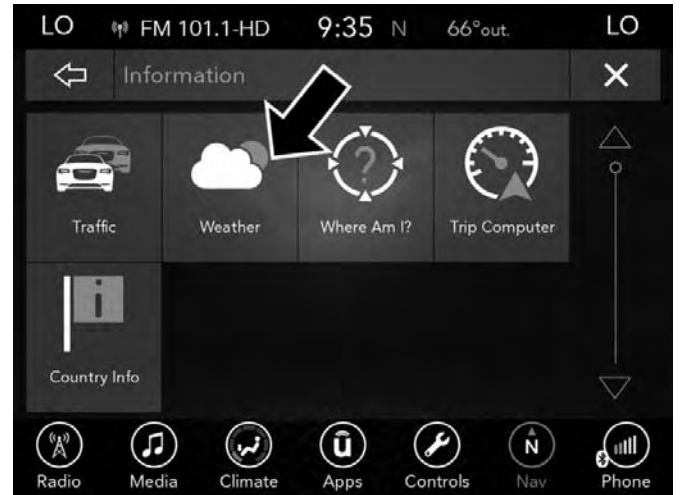 LO FM 101.1-HD 9:35 N 66°out. LO
Information
Traffic Weather Where Am I? Trip Computer
Country Info
Radio Media Climate Apps Controls Nav Phone